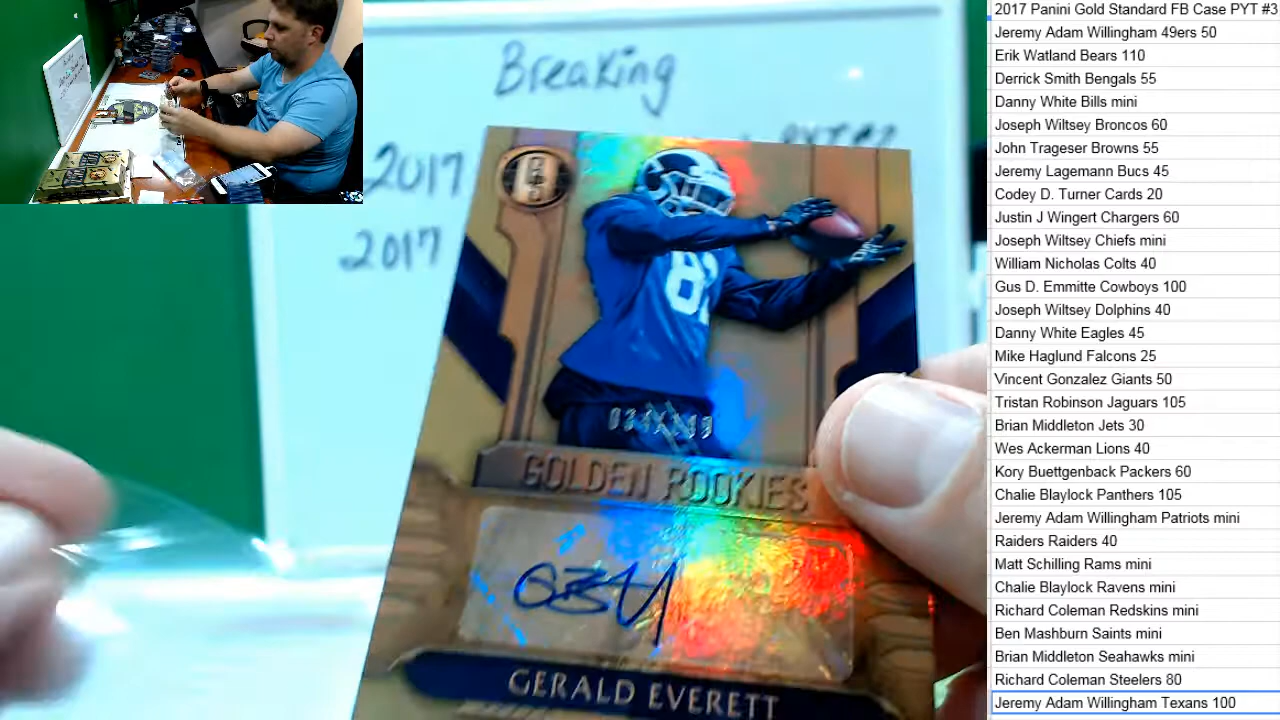 Breaking
2017
2017
81
GOLDEN ROOKIES
GERALD EVERETT
2017 Panini Gold Standard FB Case PYT #3
Jeremy Adam Willingham 49ers 50
Erik Watland Bears 110
Derrick Smith Bengals 55
Danny White Bills mini
Joseph Wiltsey Broncos 60
John Trageser Browns 55
Jeremy Lagemann Bucs 45
Codey D. Turner Cards 20
Justin J Wingert Chargers 60
Joseph Wiltsey Chiefs mini
William Nicholas Colts 40
Gus D. Emmitte Cowboys 100
Joseph Wiltsey Dolphins 40
Danny White Eagles 45
Mike Haglund Falcons 25
Vincent Gonzalez Giants 50
Tristan Robinson Jaguars 105
Brian Middleton Jets 30
Wes Ackerman Lions 40
Kory Buettgenback Packers 60
Chalie Blaylock Panthers 105
Jeremy Adam Willingham Patriots mini
Raiders Raiders 40
Matt Schilling Rams mini
Chalie Blaylock Ravens mini
Richard Coleman Redskins mini
Ben Mashburn Saints mini
Brian Middleton Seahawks mini
Richard Coleman Steelers 80
Jeremy Adam Willingham Texans 100